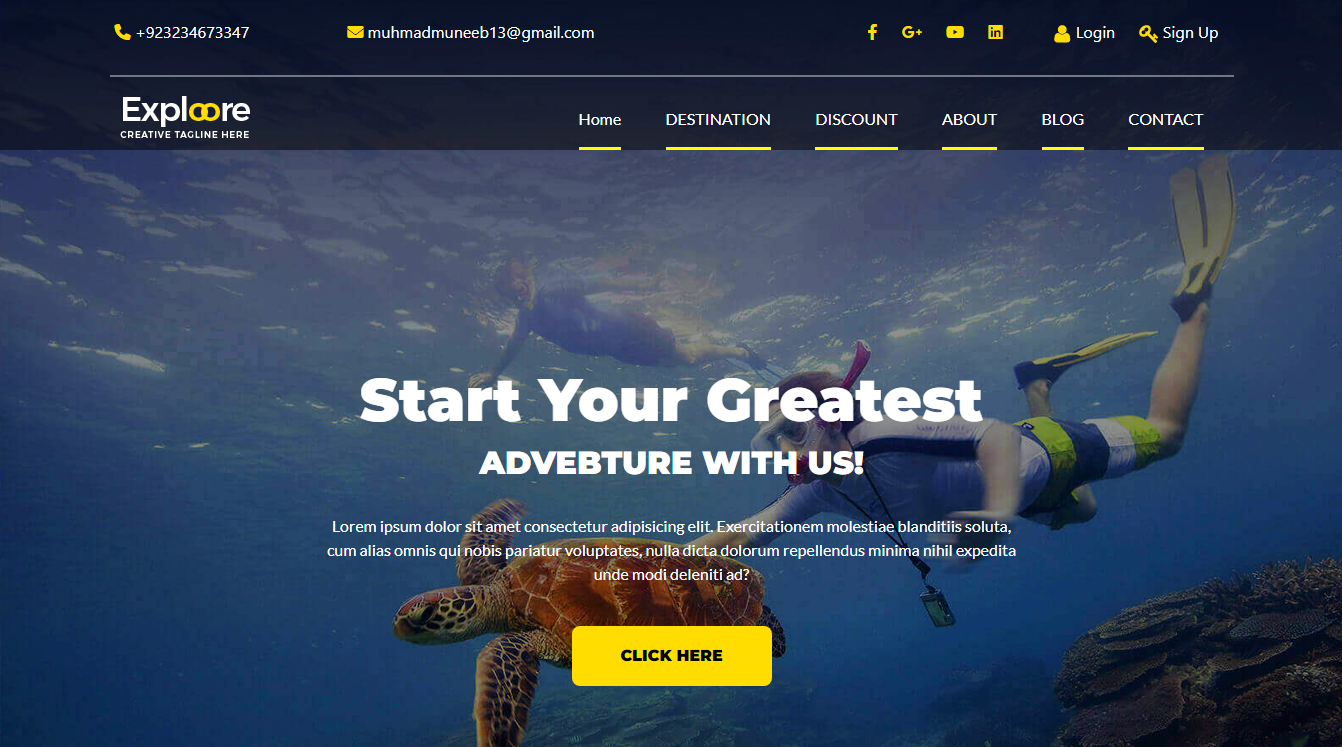 +923234673347 muhmadmuneeb13@gmail.com Login Sign Up
Exploore
CREATIVE TAGLINE HERE
Home DESTINATION DISCOUNT ABOUT BLOG CONTACT
Start Your Greatest
ADVEBTURE WITH US!
Lorem ipsum dolor sit amet consectetur adipisicing elit. Exercitationem molestiae blanditiis soluta,
cum alias omnis qui nobis pariatur voluptates, nulla dicta dolorum repellendus minima nihil expedita
unde modi deleniti ad?
CLICK HERE